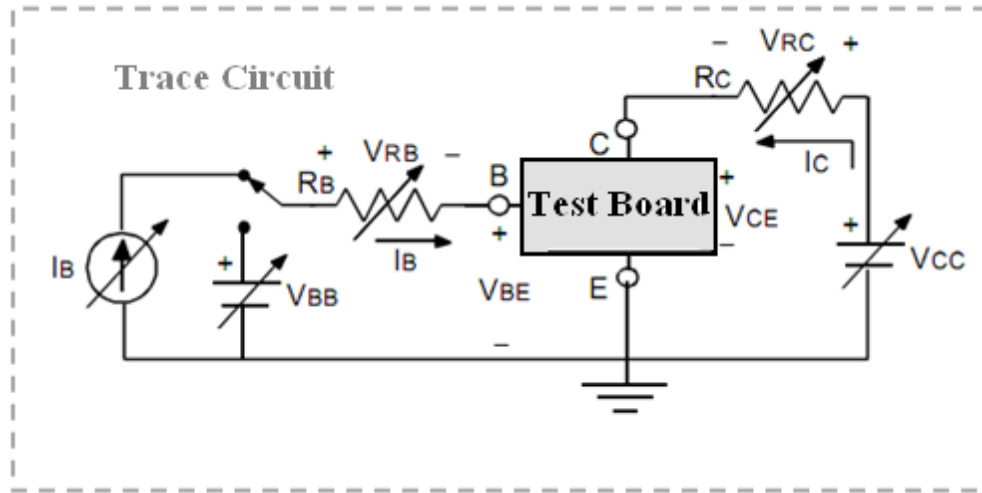 − VRC +
Trace Circuit
RC
C
IC
+ VRB −
RB
B
Test Board
+
VCE
−
+
IB
+
IB
+
VBB
VBE
E
VCC
−